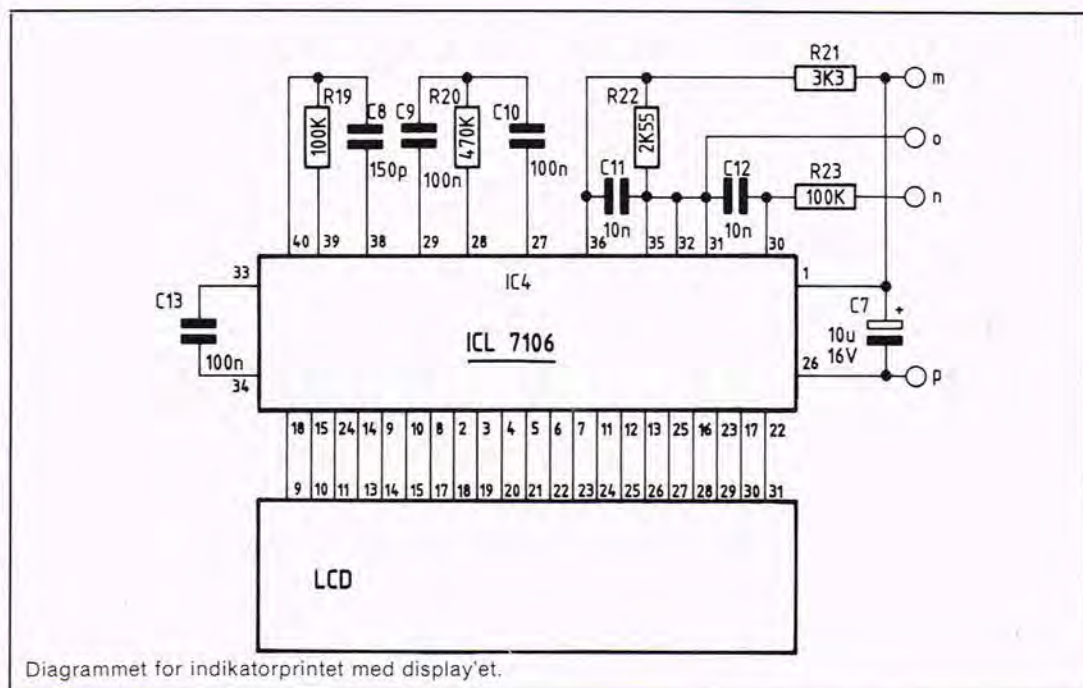 R21
3K3
m
R19
100K
C8
150p
C9
100n
R20
470K
C10
100n
R22
2K55
o
C11
10n
C12
10n
R23
100K
n
40 39 38 29 28 27 36 35 32 31 30
33
IC4
1
C13
100n
ICL 7106
C7
+
10u
16V
34
26
p
18 15 24 14 9 10 8 2 3 4 5 6 7 11 12 13 25 16 23 17 22
9 10 11 13 14 15 17 18 19 20 21 22 23 24 25 26 27 28 29 30 31
LCD
Diagrammet for indikatorprintet med display'et.